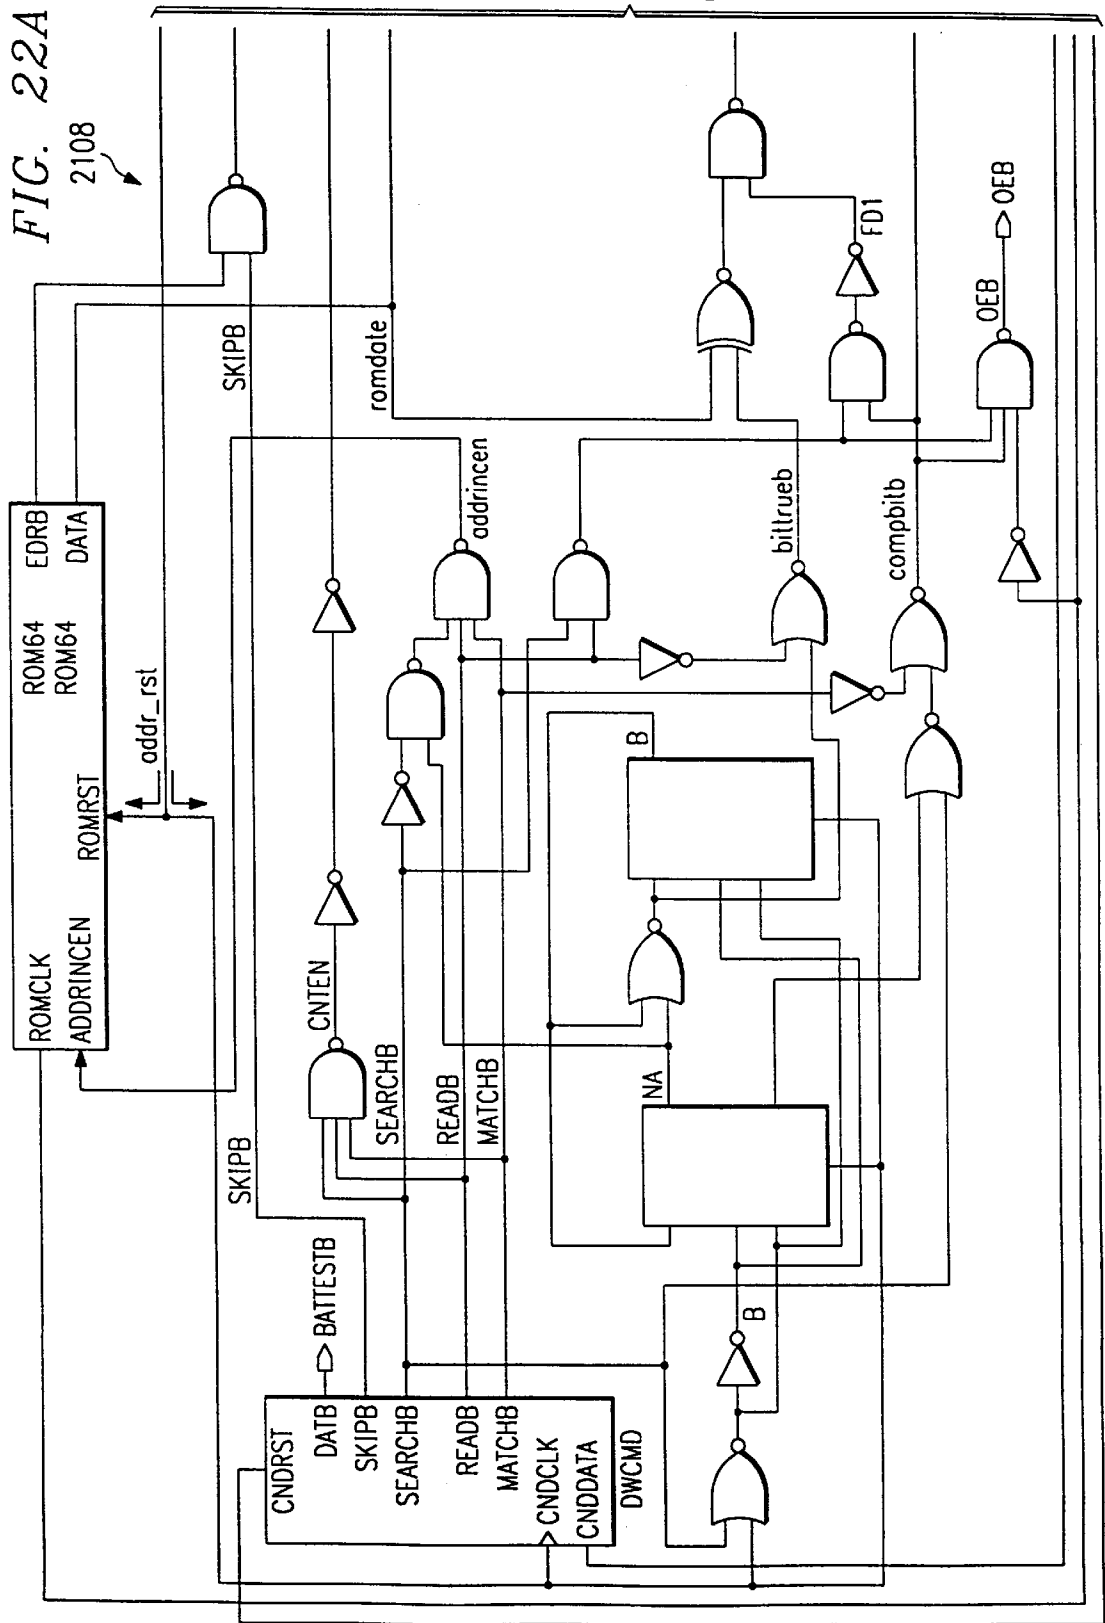 FIG. 22A
2108
ROMCLK
ADDRINCEN
ROMRST
ROM64
ROM64
EDRB
DATA
addr_rst
SKIPB
SKIPB
romdate
CNTEN
addrincen
SEARCHB
READB
MATCHB
BATTESTB
CNDRST
DATB
SKIPB
SEARCHB
READB
MATCHB
CNDCLK
CNDDATA
DWCMD
NA
B
B
bittrueb
compbitb
FD1
OEB
OEB